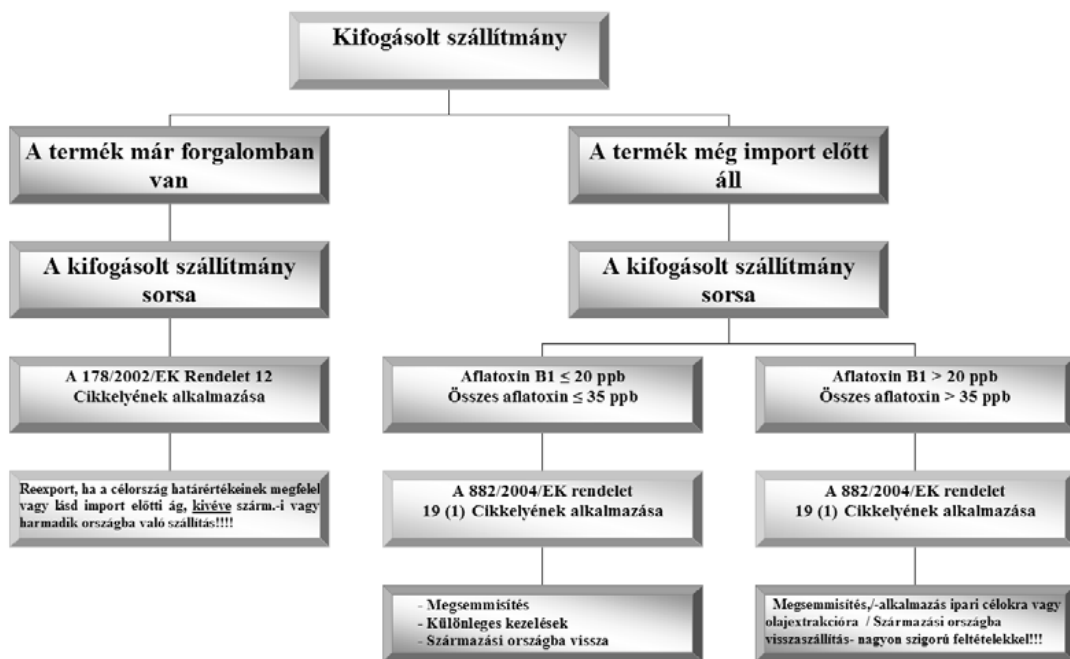 Kifogásolt szállítmány
A termék már forgalomban
van
A termék még import előtt
áll
A kifogásolt szállítmány
sorsa
A kifogásolt szállítmány
sorsa
A 178/2002/EK Rendelet 12
Cikkelyének alkalmazása
Aflatoxin B1 ≤ 20 ppb
Összes aflatoxin ≤ 35 ppb
Aflatoxin B1 > 20 ppb
Összes aflatoxin > 35 ppb
Reexport, ha a célország határértékeinek megfelel
vagy lásd import előtti ág, kivéve szárm.-i vagy
harmadik országba való szállítás!!!!
A 882/2004/EK rendelet
19 (1) Cikkelyének alkalmazása
A 882/2004/EK rendelet
19 (1) Cikkelyének alkalmazása
- Megsemmisítés
- Különleges kezelések
- Származási országba vissza
Megsemmisítés,/-alkalmazás ipari célokra vagy
olajextrakcióra / Származási országba
visszaszállítás- nagyon szigorú feltételekkel!!!